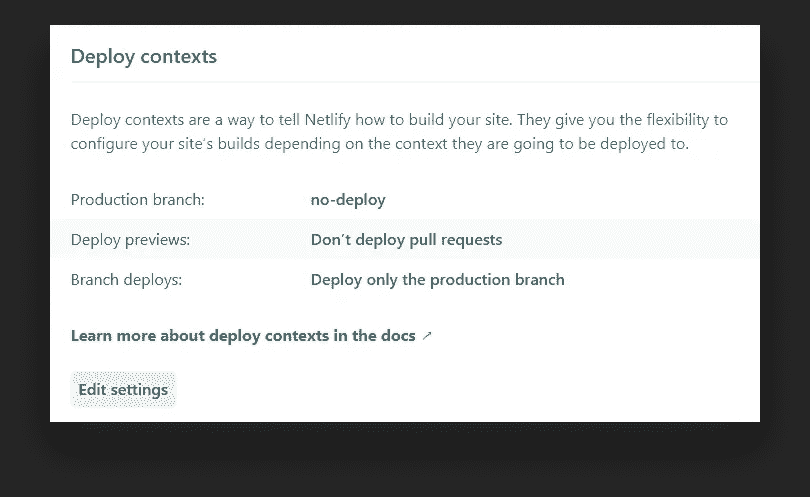 Deploy contexts
Deploy contexts are a way to tell Netlify how to build your site. They give you the flexibility to
configure your site's builds depending on the context they are going to be deployed to.
Production branch: no-deploy
Deploy previews: Don't deploy pull requests
Branch deploys: Deploy only the production branch
Learn more about deploy contexts in the docs ↗
Edit settings